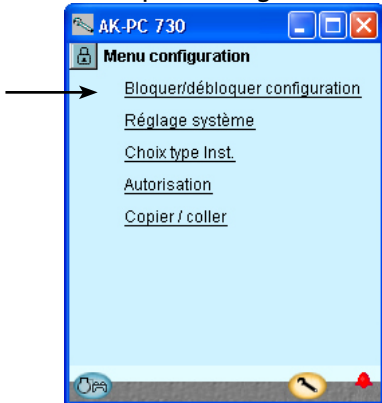 AK-PC 730
Menu configuration
Bloquer/débloquer configuration
Réglage système
Choix type Inst.
Autorisation
Copier / coller